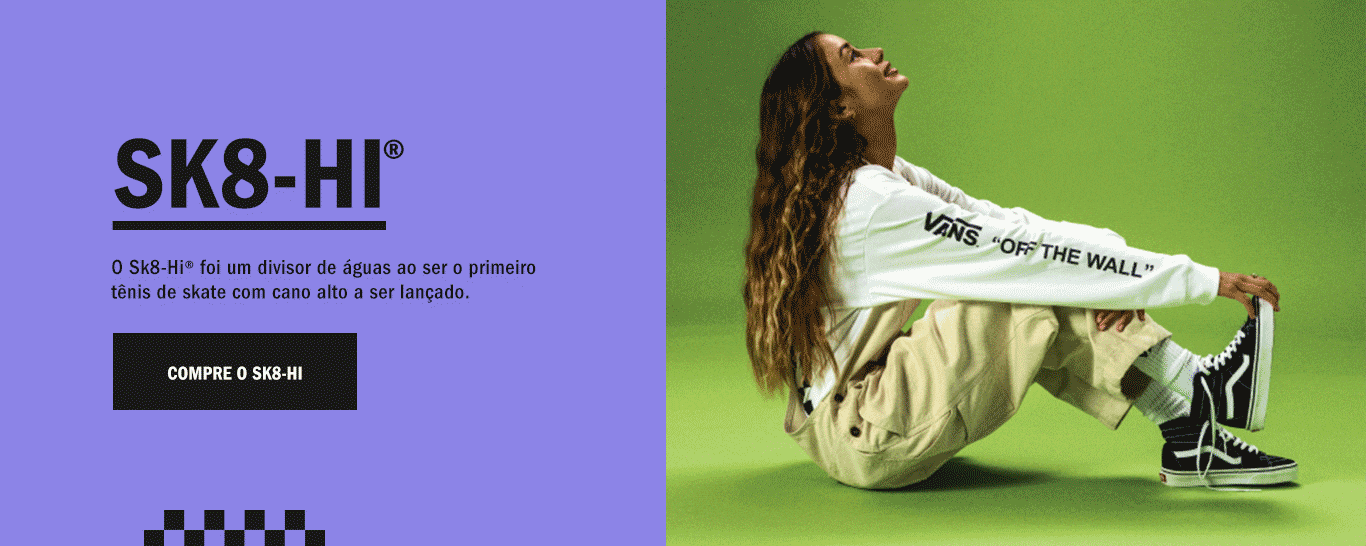 SK8-HI®
O Sk8-Hi® foi um divisor de águas ao ser o primeiro
tênis de skate com cano alto a ser lançado.
COMPRE O SK8-HI
VANS "OFF THE WALL"